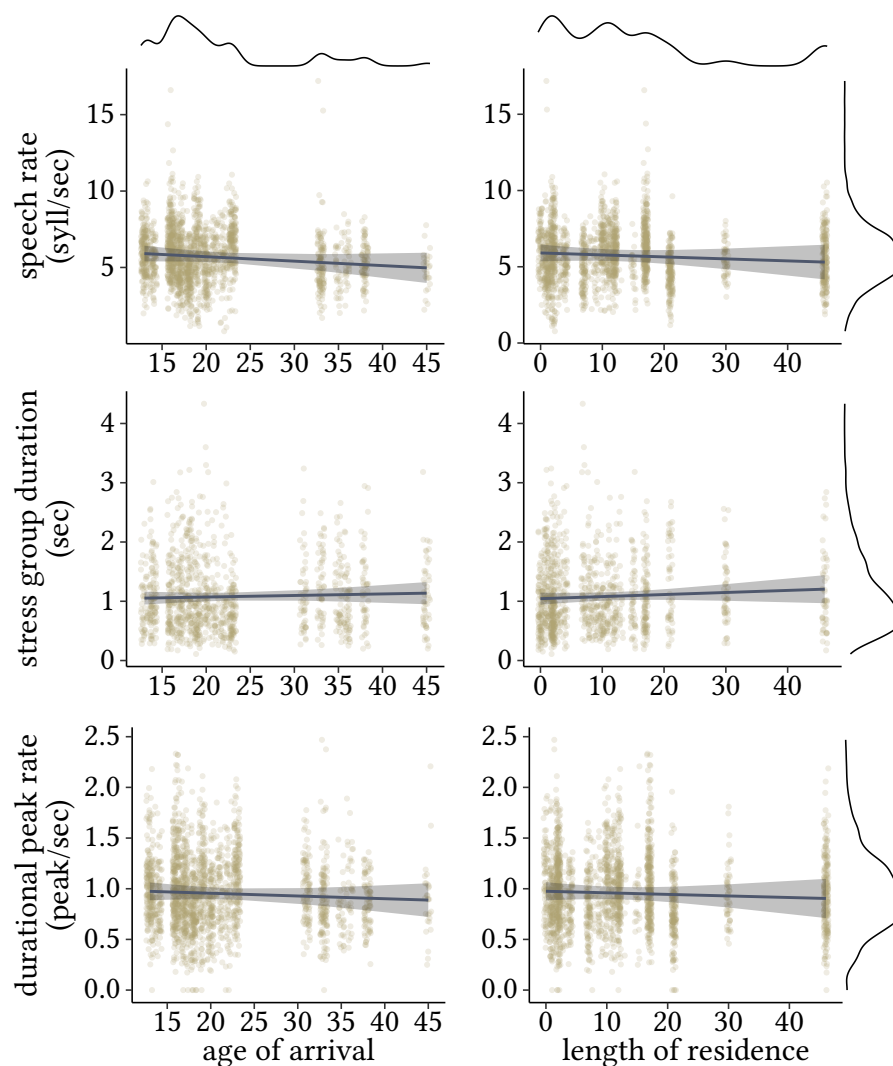 speech rate
(syll/sec)
15
10
5
15 20 25 30 35 40 45
15
10
5
0
0 10 20 30 40
stress group duration
(sec)
4
3
2
1
0
15 20 25 30 35 40 45
4
3
2
1
0
0 10 20 30 40
durational peak rate
(peak/sec)
2.5
2.0
1.5
1.0
0.5
0.0
15 20 25 30 35 40 45
age of arrival
2.5
2.0
1.5
1.0
0.5
0.0
0 10 20 30 40
length of residence